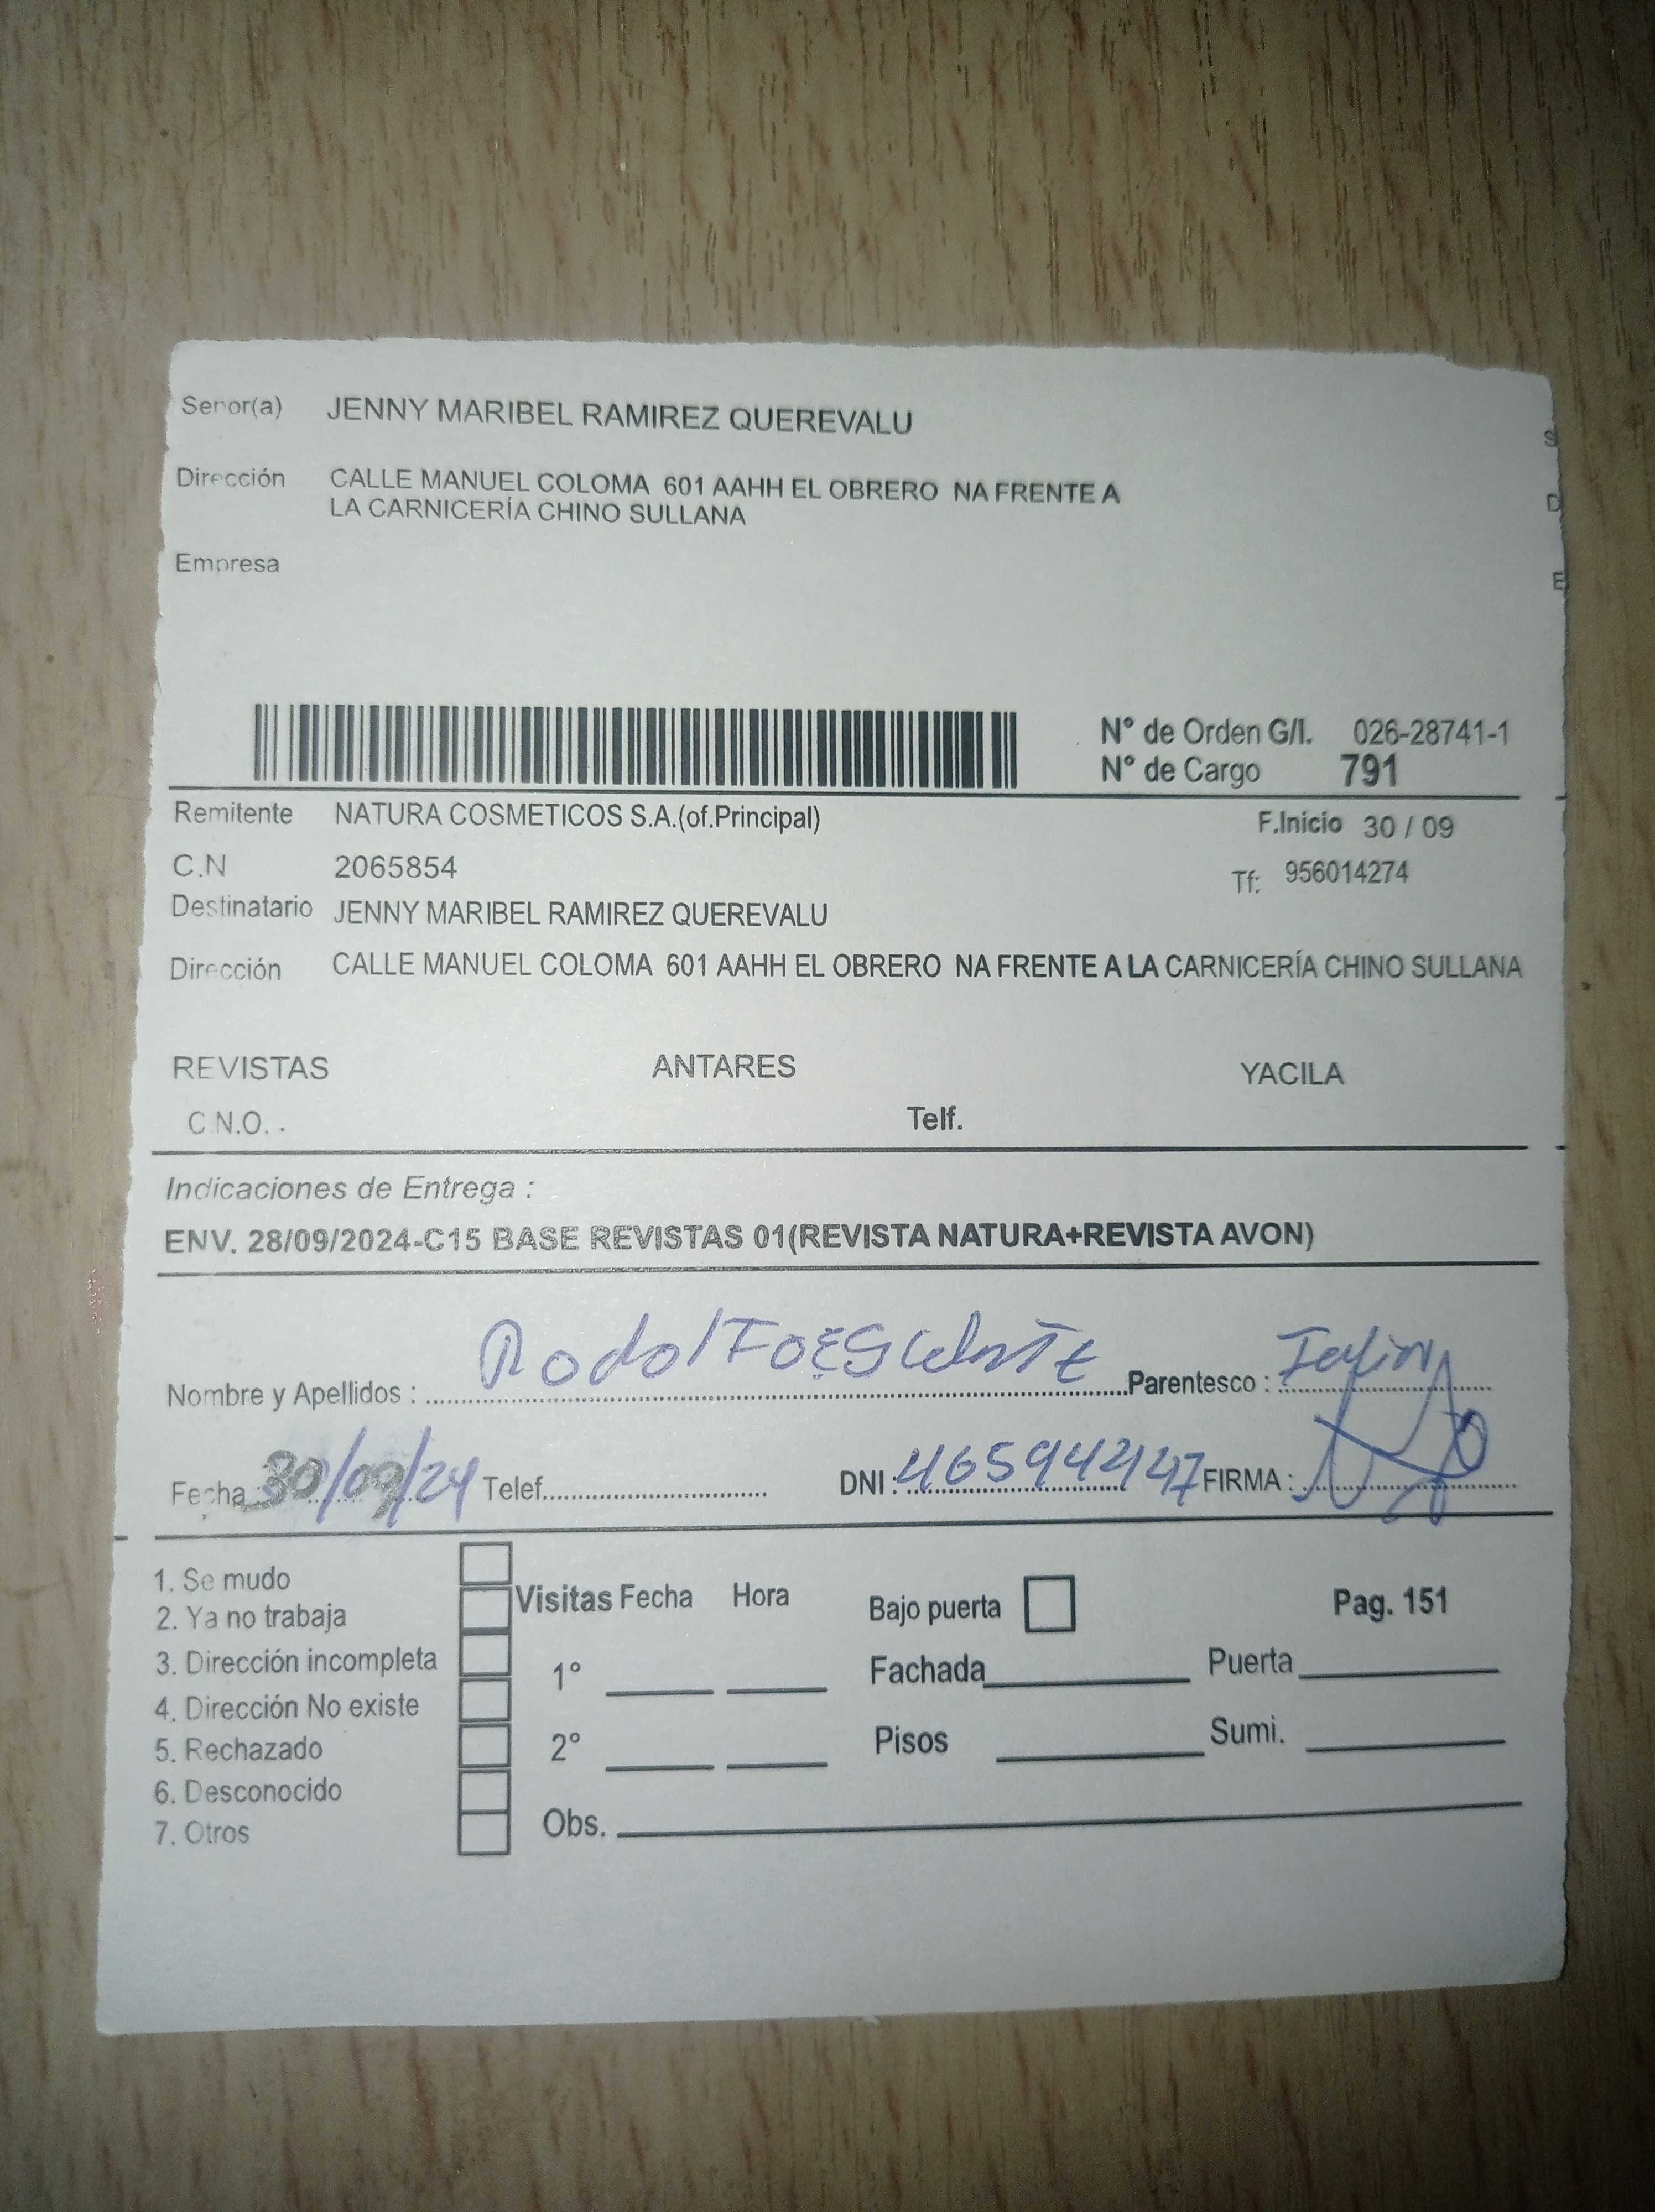 Señor(a) JENNY MARIBEL RAMIREZ QUEREVALU
S
Dirección CALLE MANUEL COLOMA 601 AAHH EL OBRERO NA FRENTE A
LA CARNICERÍA CHINO SULLANA
D
Empresa
E
N° de Orden G/I. 026-28741-1
N° de Cargo 791
Remitente NATURA COSMETICOS S.A.(of.Principal) F.Inicio 30 / 09
C.N 2065854 Tf: 956014274
Destinatario JENNY MARIBEL RAMIREZ QUEREVALU
Dirección CALLE MANUEL COLOMA 601 AAHH EL OBRERO NA FRENTE A LA CARNICERÍA CHINO SULLANA
REVISTAS ANTARES YACILA
C.N.O. . Telf.
Indicaciones de Entrega :
ENV. 28/09/2024-C15 BASE REVISTAS 01(REVISTA NATURA+REVISTA AVON)
Nombre y Apellidos : Rodolfo Parentesco :
Fecha 30/09/24 Telef. DNI : FIRMA :
1. Se mudo
2. Ya no trabaja Visitas Fecha Hora Bajo puerta Pag. 151
3. Dirección incompleta 1° Fachada Puerta
4. Dirección No existe
5. Rechazado 2° Pisos Sumi.
6. Desconocido
7. Otros Obs.